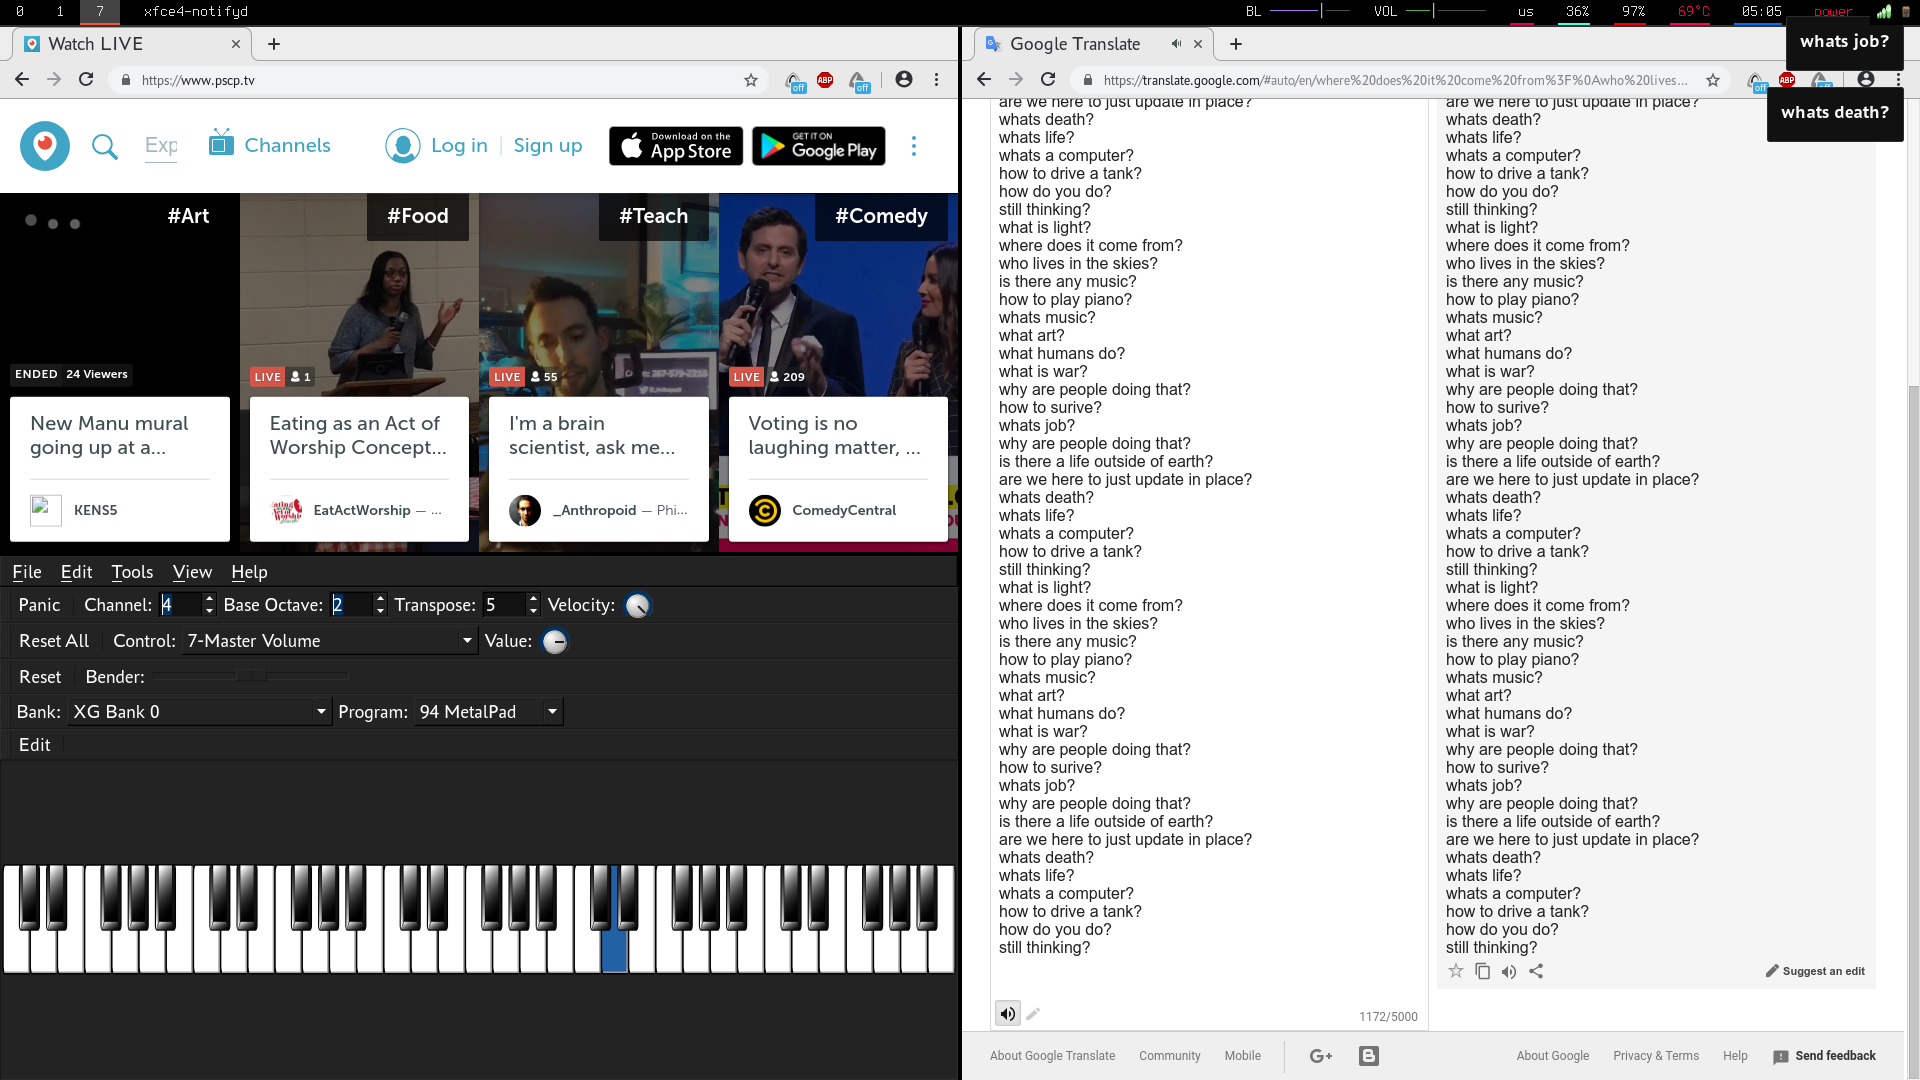 0 1 7 xfce4-notifyd BL VOL us 36% 97% 69°C 05:05 power
Watch LIVE
https://www.pscp.tv
Exp Channels Log in Sign up Download on the App Store GET IT ON Google Play
#Art #Food #Teach #Comedy
ENDED 24 Viewers LIVE 1 LIVE 55 LIVE 209
New Manu mural going up at a...
KENS5
Eating as an Act of Worship Concept...
EatActWorship — ...
I'm a brain scientist, ask me...
_Anthropoid — Phi...
Voting is no laughing matter, ...
ComedyCentral
File Edit Tools View Help
Panic Channel: 4 Base Octave: 2 Transpose: 5 Velocity:
Reset All Control: 7-Master Volume Value:
Reset Bender:
Bank: XG Bank 0 Program: 94 MetalPad
Edit
Google Translate
https://translate.google.com/#auto/en/where%20does%20it%20come%20from%3F%0Awho%20lives...
off ABP off
whats job?
whats death?
are we here to just update in place?
whats death?
whats life?
whats a computer?
how to drive a tank?
how do you do?
still thinking?
what is light?
where does it come from?
who lives in the skies?
is there any music?
how to play piano?
whats music?
what art?
what humans do?
what is war?
why are people doing that?
how to surive?
whats job?
why are people doing that?
is there a life outside of earth?
are we here to just update in place?
whats death?
whats life?
whats a computer?
how to drive a tank?
still thinking?
what is light?
where does it come from?
who lives in the skies?
is there any music?
how to play piano?
whats music?
what art?
what humans do?
what is war?
why are people doing that?
how to surive?
whats job?
why are people doing that?
is there a life outside of earth?
are we here to just update in place?
whats death?
whats life?
whats a computer?
how to drive a tank?
how do you do?
still thinking?
1172/5000
are we here to just update in place?
whats death?
whats life?
whats a computer?
how to drive a tank?
how do you do?
still thinking?
what is light?
where does it come from?
who lives in the skies?
is there any music?
how to play piano?
whats music?
what art?
what humans do?
what is war?
why are people doing that?
how to surive?
whats job?
why are people doing that?
is there a life outside of earth?
are we here to just update in place?
whats death?
whats life?
whats a computer?
how to drive a tank?
still thinking?
what is light?
where does it come from?
who lives in the skies?
is there any music?
how to play piano?
whats music?
what art?
what humans do?
what is war?
why are people doing that?
how to surive?
whats job?
why are people doing that?
is there a life outside of earth?
are we here to just update in place?
whats death?
whats life?
whats a computer?
how to drive a tank?
how do you do?
still thinking?
Suggest an edit
About Google Translate Community Mobile G+ About Google Privacy & Terms Help Send feedback